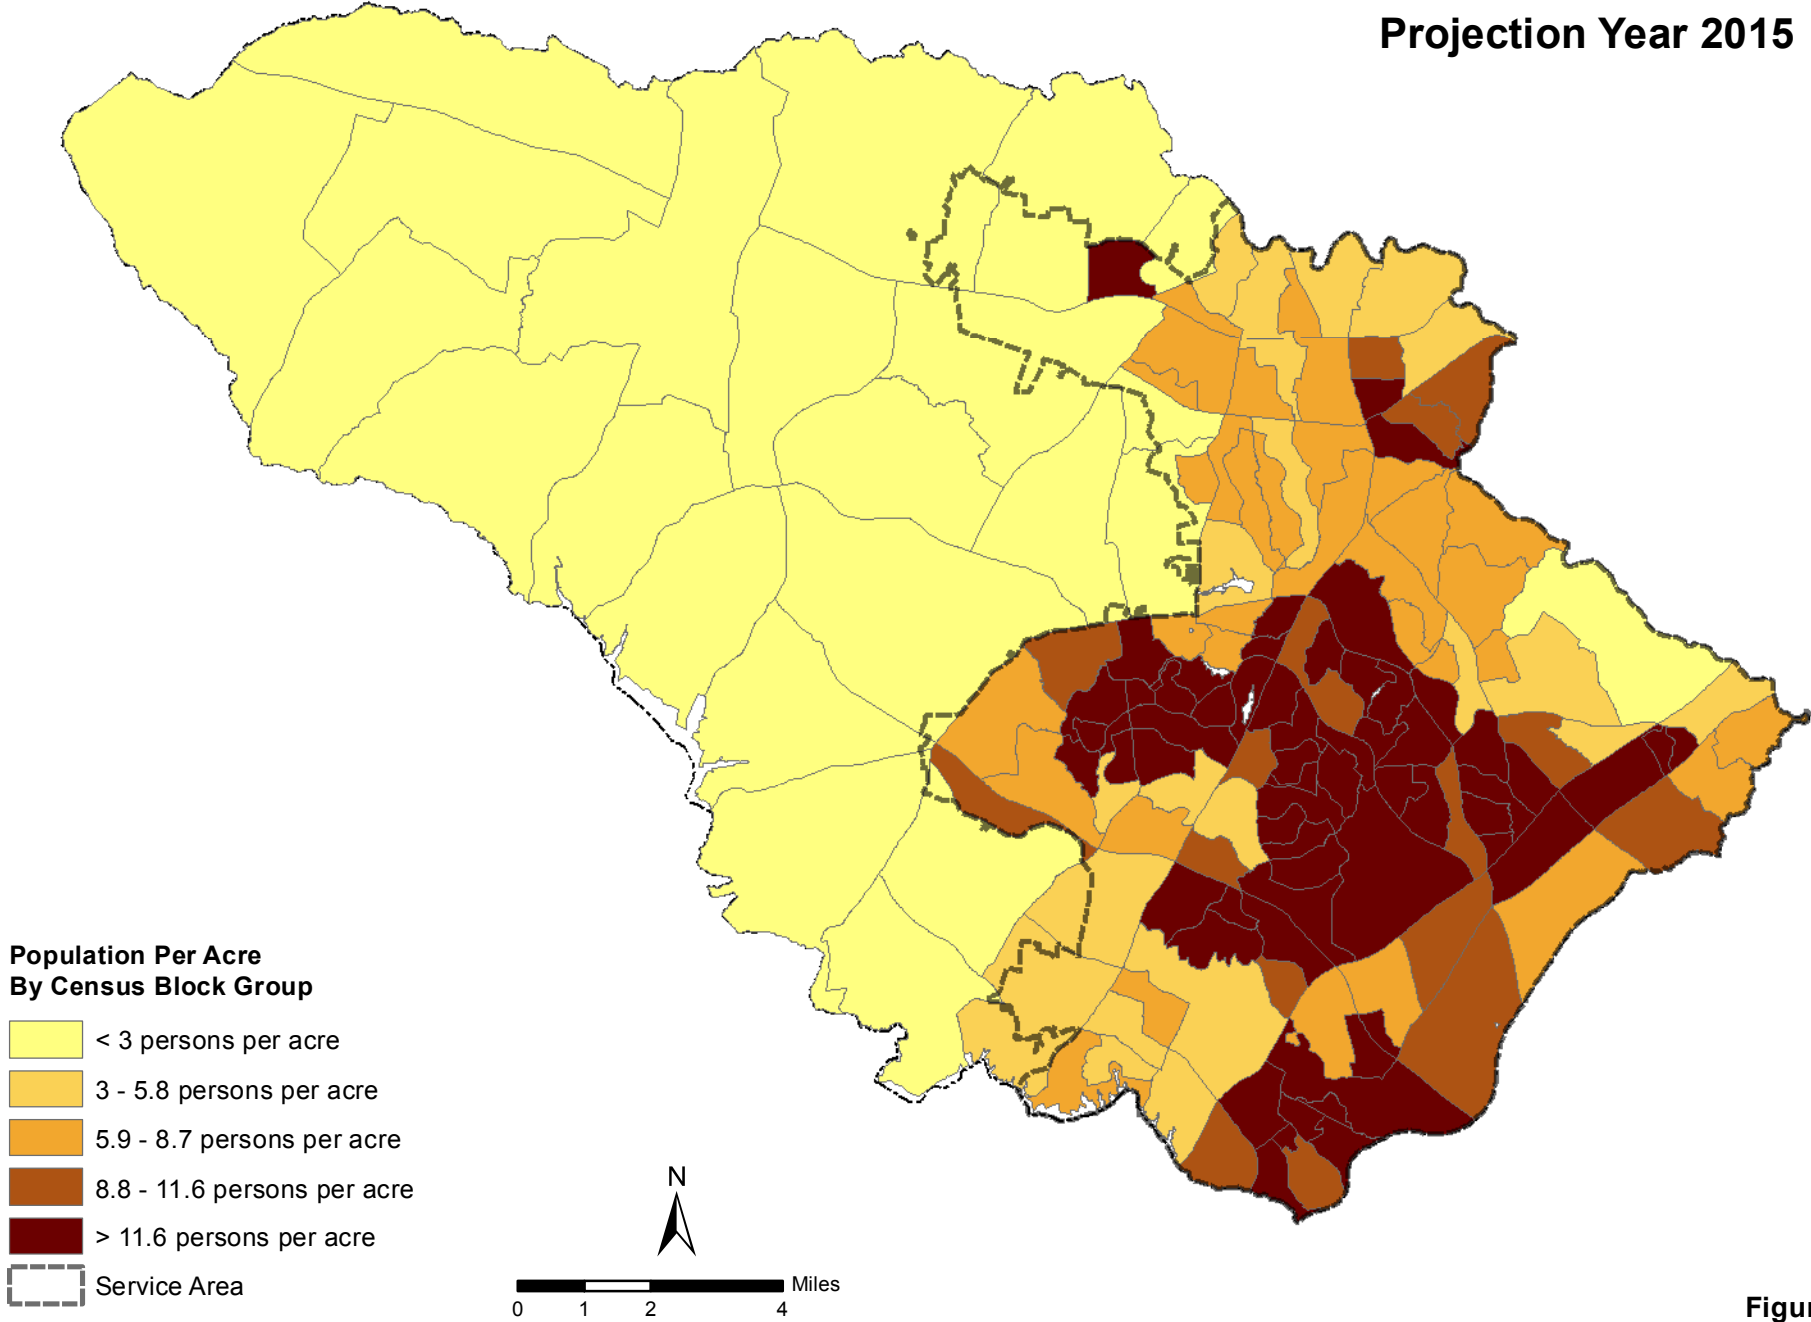 Projection Year 2015
Population Per Acre
By Census Block Group
< 3 persons per acre
3 - 5.8 persons per acre
5.9 - 8.7 persons per acre
8.8 - 11.6 persons per acre
> 11.6 persons per acre
Service Area
N
Miles
0 1 2 4